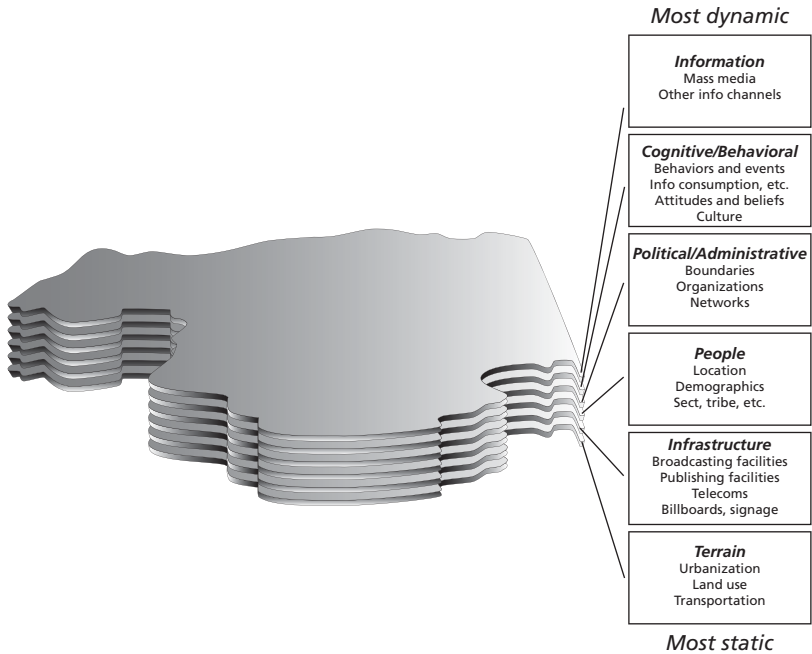 Most dynamic
Information
Mass media
Other info channels
Cognitive/Behavioral
Behaviors and events
Info consumption, etc.
Attitudes and beliefs
Culture
Political/Administrative
Boundaries
Organizations
Networks
People
Location
Demographics
Sect, tribe, etc.
Infrastructure
Broadcasting facilities
Publishing facilities
Telecoms
Billboards, signage
Terrain
Urbanization
Land use
Transportation
Most static